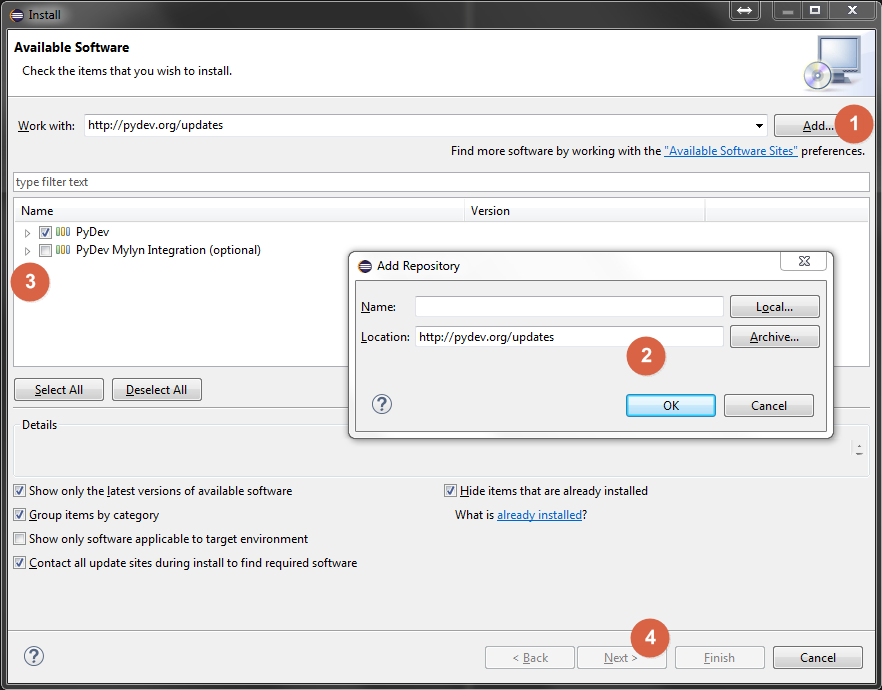 Install
Available Software
Check the items that you wish to install.
Work with: http://pydev.org/updates Add... 1
Find more software by working with the "Available Software Sites" preferences.
type filter text
Name Version
PyDev
PyDev Mylyn Integration (optional)
3
Add Repository
Name: Local...
Location: http://pydev.org/updates Archive...
2
? OK Cancel
Select All Deselect All
Details
Show only the latest versions of available software Hide items that are already installed
Group items by category What is already installed?
Show only software applicable to target environment
Contact all update sites during install to find required software
4
? < Back Next > Finish Cancel